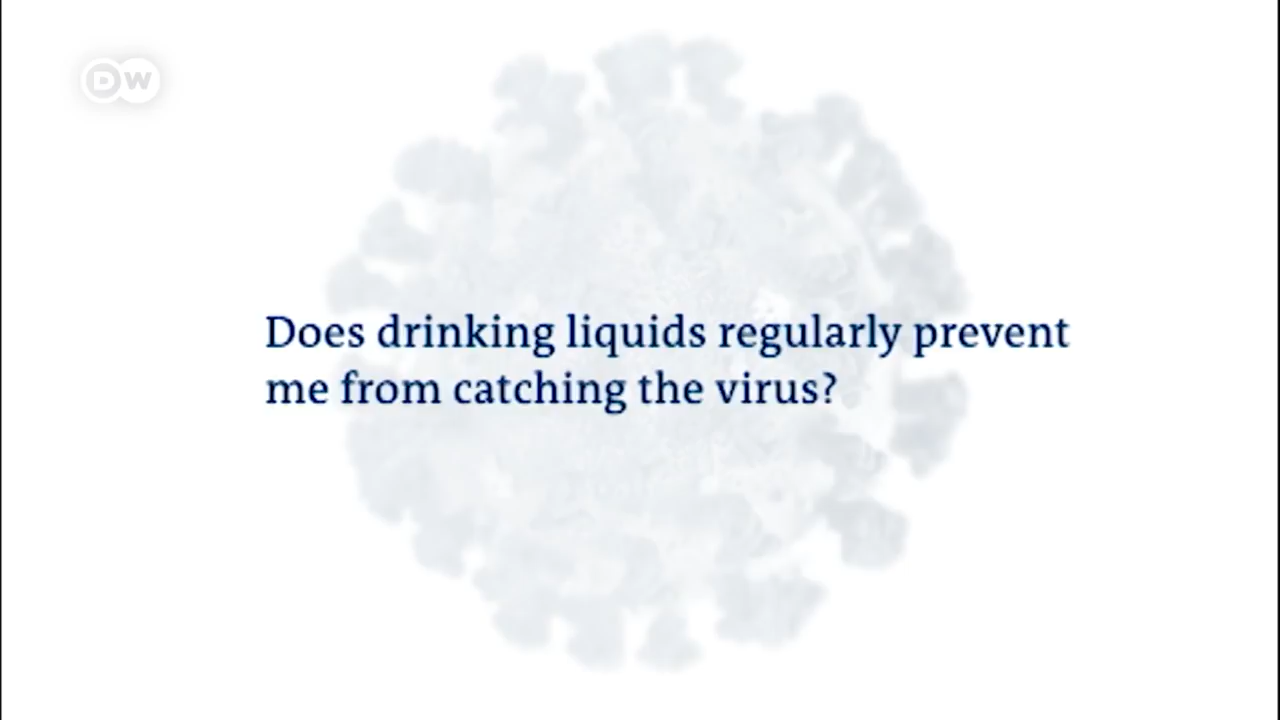 DW
Does drinking liquids regularly prevent
me from catching the virus?